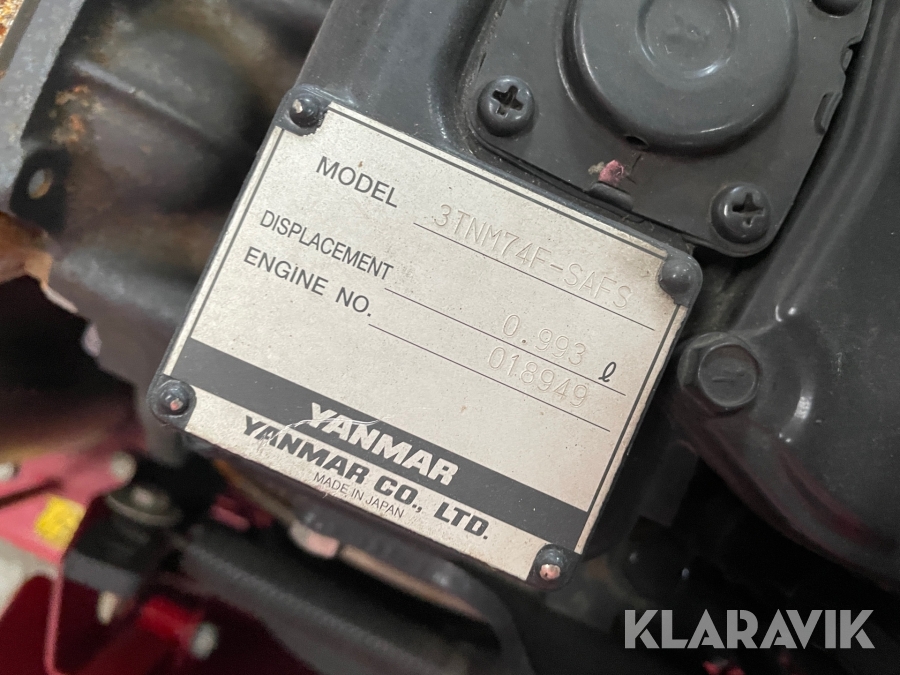 MODEL 3TNM74F-SAFS
DISPLACEMENT 0.993 ℓ
ENGINE NO. 018949
YANMAR
YANMAR CO., LTD.
MADE IN JAPAN
KLARAVIK